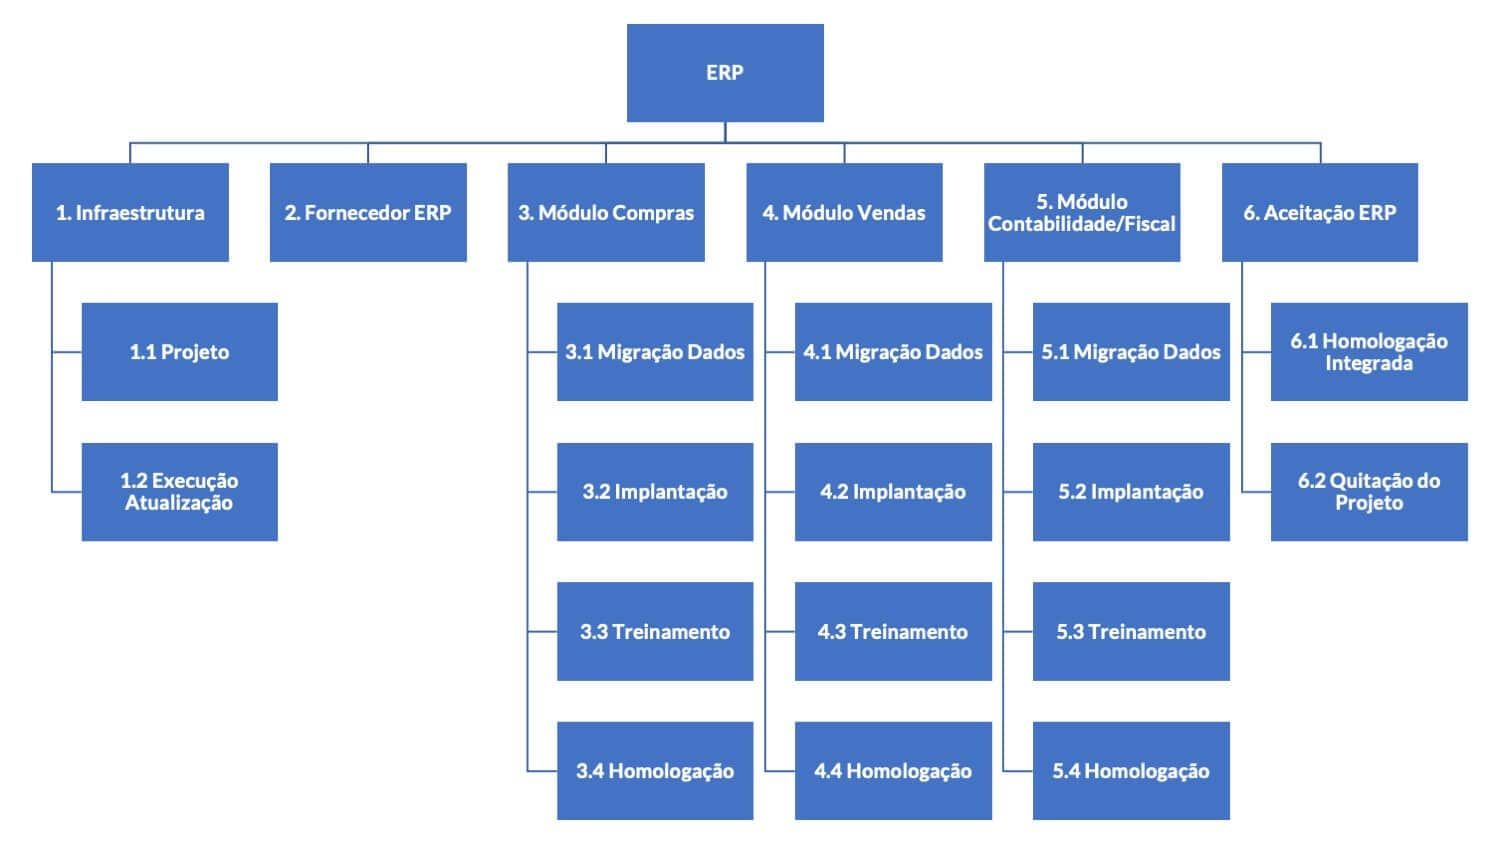 ERP
1. Infraestrutura
2. Fornecedor ERP
3. Módulo Compras
4. Módulo Vendas
5. Módulo
Contabilidade/Fiscal
6. Aceitação ERP
1.1 Projeto
1.2 Execução
Atualização
3.1 Migração Dados
3.2 Implantação
3.3 Treinamento
3.4 Homologação
4.1 Migração Dados
4.2 Implantação
4.3 Treinamento
4.4 Homologação
5.1 Migração Dados
5.2 Implantação
5.3 Treinamento
5.4 Homologação
6.1 Homologação
Integrada
6.2 Quitação do
Projeto